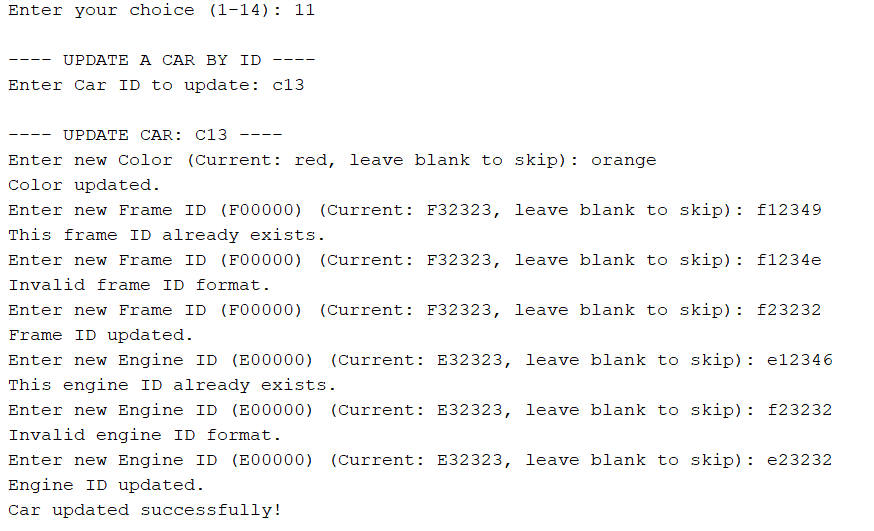 Enter your choice (1-14): 11
---- UPDATE A CAR BY ID ----
Enter Car ID to update: c13
---- UPDATE CAR: C13 ----
Enter new Color (Current: red, leave blank to skip): orange
Color updated.
Enter new Frame ID (F00000) (Current: F32323, leave blank to skip): f12349
This frame ID already exists.
Enter new Frame ID (F00000) (Current: F32323, leave blank to skip): f1234e
Invalid frame ID format.
Enter new Frame ID (F00000) (Current: F32323, leave blank to skip): f23232
Frame ID updated.
Enter new Engine ID (E00000) (Current: E32323, leave blank to skip): e12346
This engine ID already exists.
Enter new Engine ID (E00000) (Current: E32323, leave blank to skip): f23232
Invalid engine ID format.
Enter new Engine ID (E00000) (Current: E32323, leave blank to skip): e23232
Engine ID updated.
Car updated successfully!